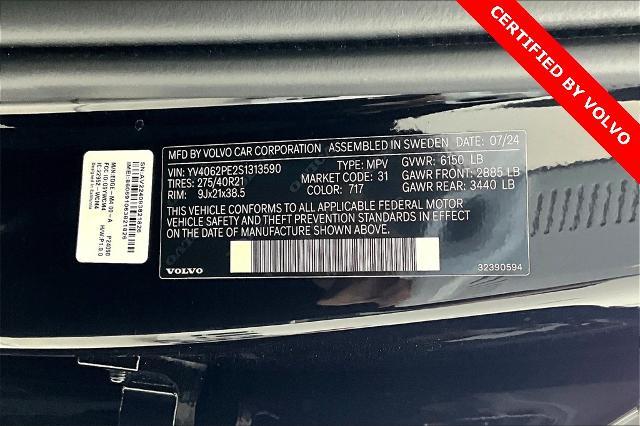 CERTIFIED BY VOLVO
VOLVO CAR CORPORATION ASSEMBLED IN SWEDEN DATE: 07/24
VIN: YV4062PE2S1313590 TYPE: MPV GVWR: 6150 LB
TIRES: 275/40R21 MARKET CODE: 31 GAWR FRONT: 2885 LB
RIM: 9Jx21x38.5 COLOR: 717 GAWR REAR: 3440 LB
THIS VEHICLE CONFORMS TO ALL APPLICABLE FEDERAL MOTOR
VEHICLE SAFETY AND THEFT PREVENTION STANDARDS IN EFFECT
ON THE DATE OF MANUFACTURE SHOWN ABOVE.
VOLVO
32390594